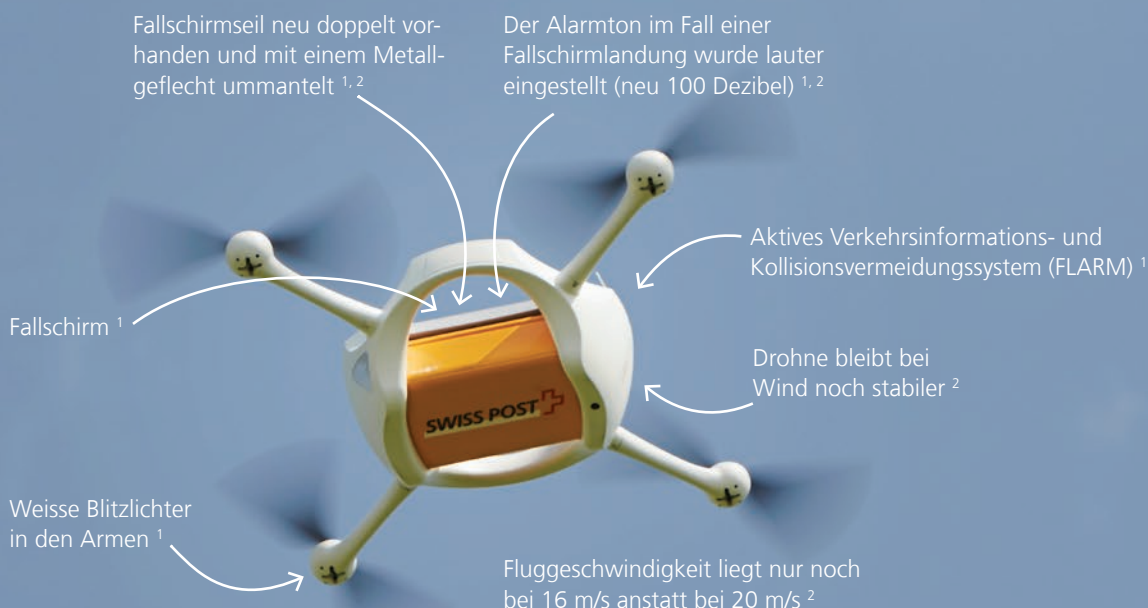 Fallschirmseil neu doppelt vor-
handen und mit einem Metall-
geflecht ummantelt 1, 2
Der Alarmton im Fall einer
Fallschirmlandung wurde lauter
eingestellt (neu 100 Dezibel) 1, 2
Aktives Verkehrsinformations- und
Kollisionsvermeidungssystem (FLARM) 1
Fallschirm 1
Drohne bleibt bei
Wind noch stabiler 2
SWISS POST
Weisse Blitzlichter
in den Armen 1
Fluggeschwindigkeit liegt nur noch
bei 16 m/s anstatt bei 20 m/s 2